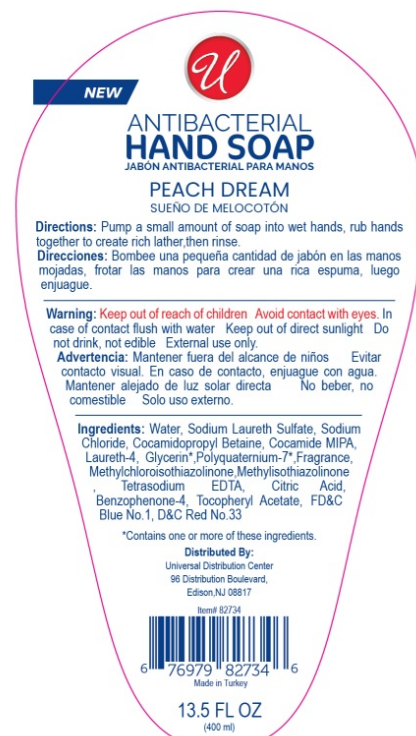 U
NEW
ANTIBACTERIAL
HAND SOAP
JABÓN ANTIBACTERIAL PARA MANOS
PEACH DREAM
SUEÑO DE MELOCOTÓN
Directions: Pump a small amount of soap into wet hands, rub hands
together to create rich lather,then rinse.
Direcciones: Bombee una pequeña cantidad de jabón en las manos
mojadas, frotar las manos para crear una rica espuma, luego
enjuague.
Warning: Keep out of reach of children Avoid contact with eyes. In
case of contact flush with water Keep out of direct sunlight Do
not drink, not edible External use only.
Advertencia: Mantener fuera del alcance de niños Evitar
contacto visual. En caso de contacto, enjuague con agua.
Mantener alejado de luz solar directa No beber, no
comestible Solo uso externo.
Ingredients: Water, Sodium Laureth Sulfate, Sodium
Chloride, Cocamidopropyl Betaine, Cocamide MIPA,
Laureth-4, Glycerin*,Polyquaternium-7*,Fragrance,
Methylchloroisothiazolinone,Methylisothiazolinone
, Tetrasodium EDTA, Citric Acid,
Benzophenone-4, Tocopheryl Acetate, FD&C
Blue No.1, D&C Red No.33
*Contains one or more of these ingredients.
Distributed By:
Universal Distribution Center
96 Distribution Boulevard,
Edison,NJ 08817
Item# 82734
6 76979 82734 6
Made in Turkey
13.5 FL OZ
(400 ml)